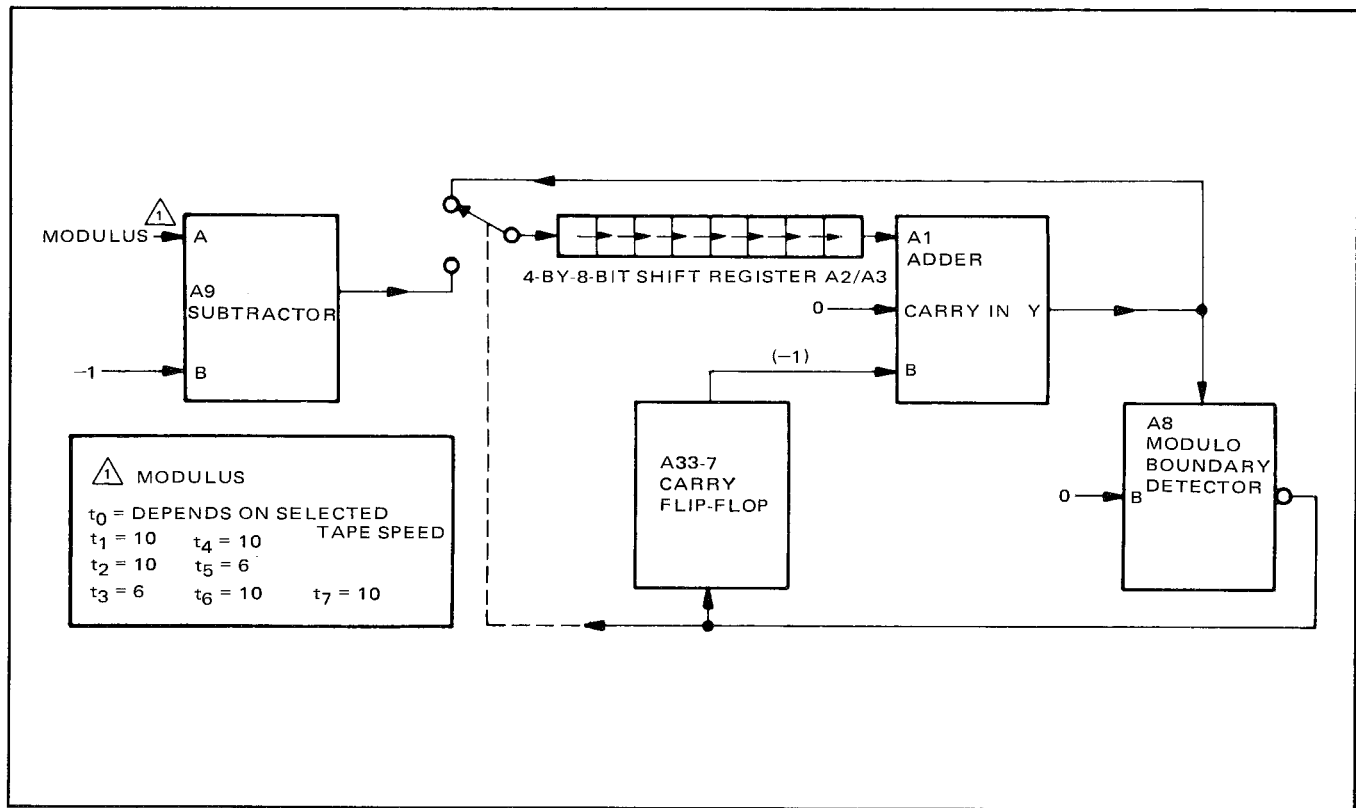 MODULUS
1
A
A9
SUBTRACTOR
–1
B
4-BY-8-BIT SHIFT REGISTER A2/A3
A1
ADDER
0
CARRY IN Y
(–1)
B
A33-7
CARRY
FLIP-FLOP
A8
MODULO
BOUNDARY
DETECTOR
0
B
1 MODULUS
t0 = DEPENDS ON SELECTED
TAPE SPEED
t1 = 10 t4 = 10
t2 = 10 t5 = 6
t3 = 6 t6 = 10 t7 = 10